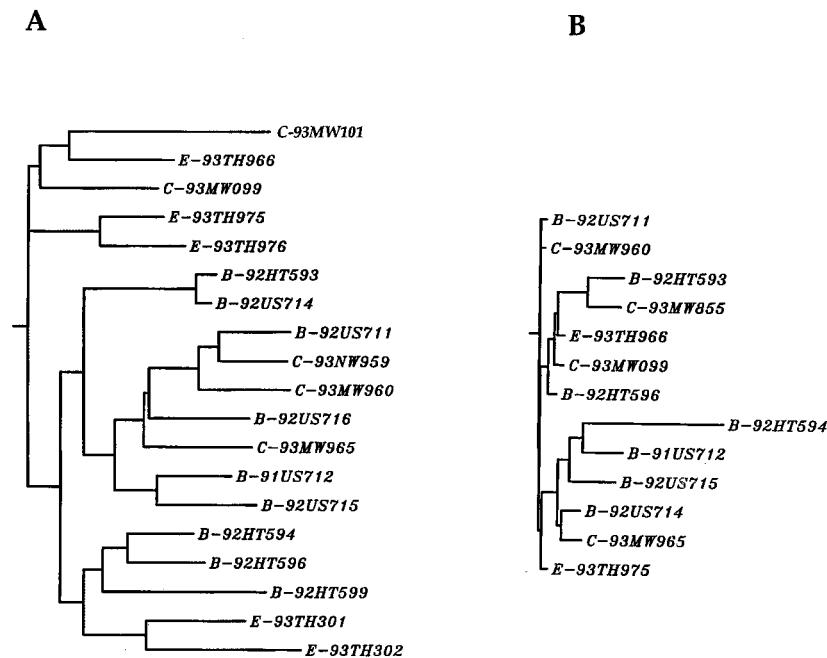 A
B
C-93MW101
E-93TH966
C-93MW099
E-93TH975
E-93TH976
B-92HT593
B-92US714
B-92US711
C-93NW959
C-93MW960
B-92US716
C-93MW965
B-91US712
B-92US715
B-92HT594
B-92HT596
B-92HT599
E-93TH301
E-93TH302
B-92US711
C-93MW960
B-92HT593
C-93MW855
E-93TH966
C-93MW099
B-92HT596
B-92HT594
B-91US712
B-92US715
B-92US714
C-93MW965
E-93TH975